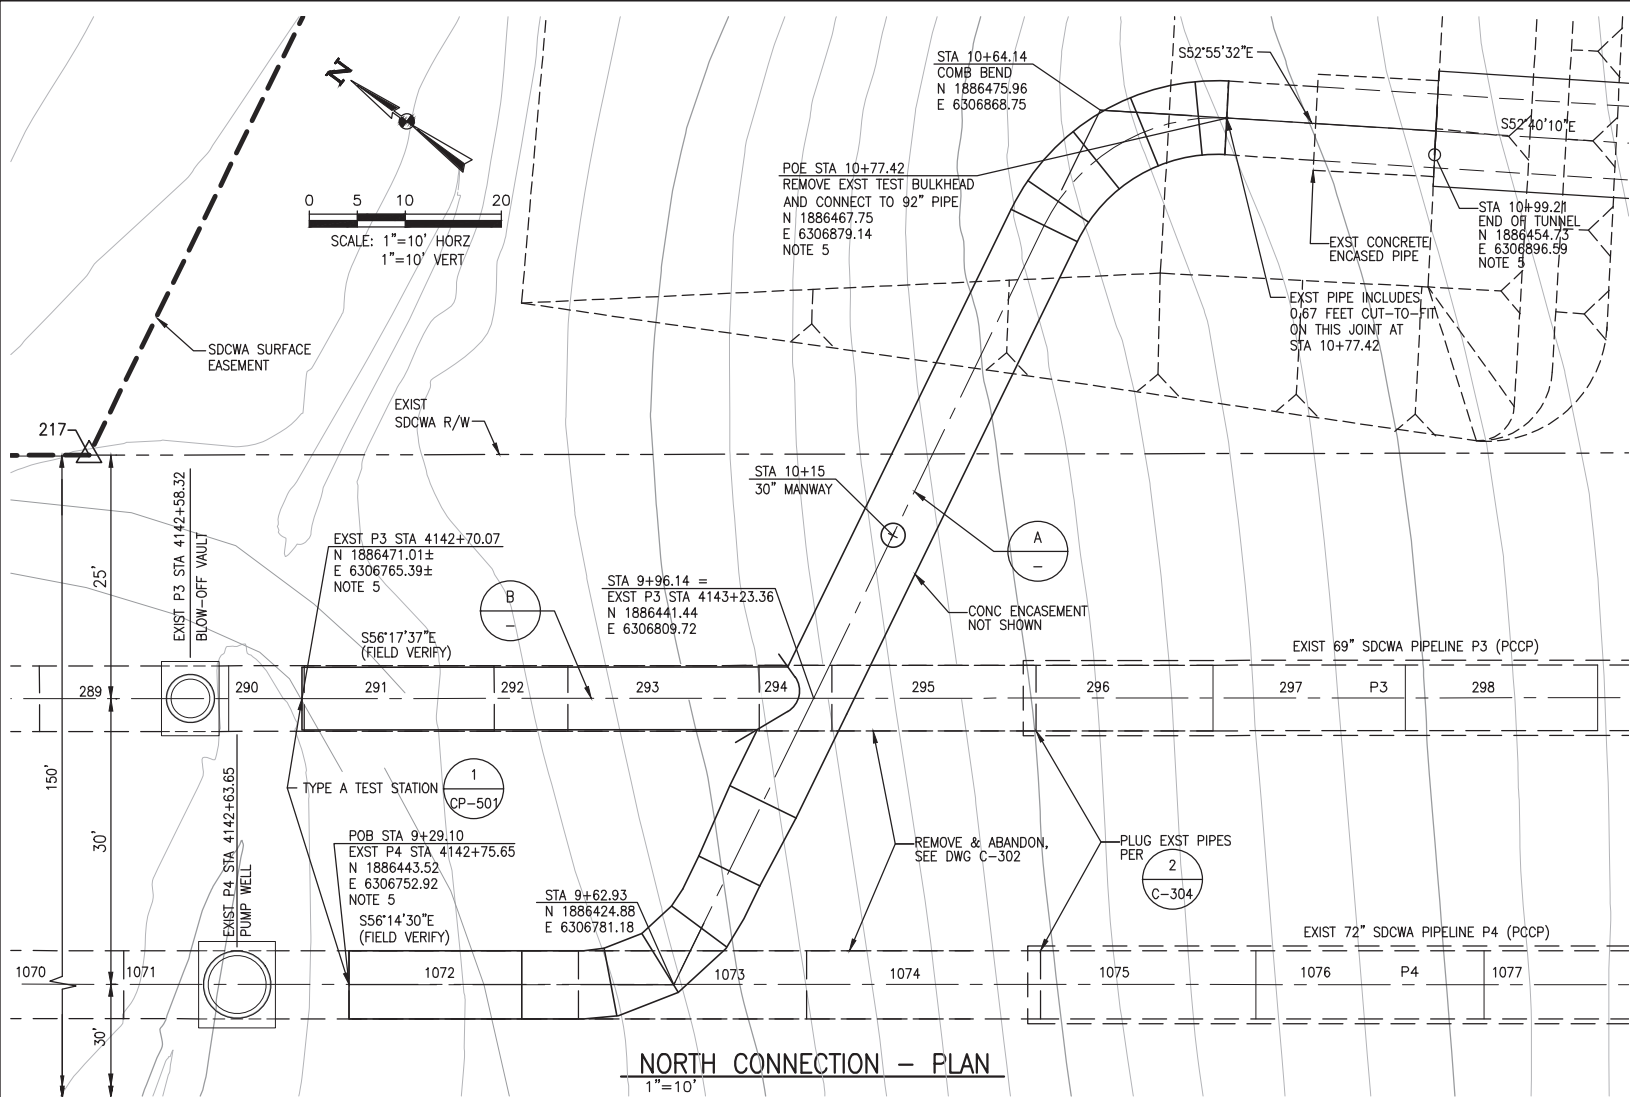 STA 10+64.14
COMB BEND
N 1886475.96
E 6306868.75
S52°55'32"E
N
0 5 10 20
SCALE: 1"=10' HORZ
1"=10' VERT
POE STA 10+77.42
REMOVE EXST TEST BULKHEAD
AND CONNECT TO 92" PIPE
N 1886467.75
E 6306879.14
NOTE 5
S52°40'10"E
STA 10+99.21
END OF TUNNEL
N 1886454.73
E 6306896.59
NOTE 5
EXST CONCRETE
ENCASED PIPE
EXST PIPE INCLUDES
0.67 FEET CUT-TO-FIT
ON THIS JOINT AT
STA 10+77.42
SDCWA SURFACE
EASEMENT
217
EXIST
SDCWA R/W
STA 10+15
30" MANWAY
EXIST P3 STA 4142+58.32
BLOW-OFF VAULT
25'
EXST P3 STA 4142+70.07
N 1886471.01±
E 6306765.39±
NOTE 5
A
-
B
-
STA 9+96.14 =
EXST P3 STA 4143+23.36
N 1886441.44
E 6306809.72
CONC ENCASEMENT
NOT SHOWN
S56°17'37"E
(FIELD VERIFY)
EXIST 69" SDCWA PIPELINE P3 (PCCP)
289 290 291 292 293 294 295 296 297 P3 298
150'
TYPE A TEST STATION
1
CP-501
EXIST P4 STA 4142+63.65
PUMP WELL
30'
POB STA 9+29.10
EXST P4 STA 4142+75.65
N 1886443.52
E 6306752.92
NOTE 5
S56°14'30"E
(FIELD VERIFY)
STA 9+62.93
N 1886424.88
E 6306781.18
REMOVE & ABANDON,
SEE DWG C-302
PLUG EXST PIPES
PER
2
C-304
EXIST 72" SDCWA PIPELINE P4 (PCCP)
1070 1071 1072 1073 1074 1075 1076 P4 1077
30'
NORTH CONNECTION - PLAN
1"=10'